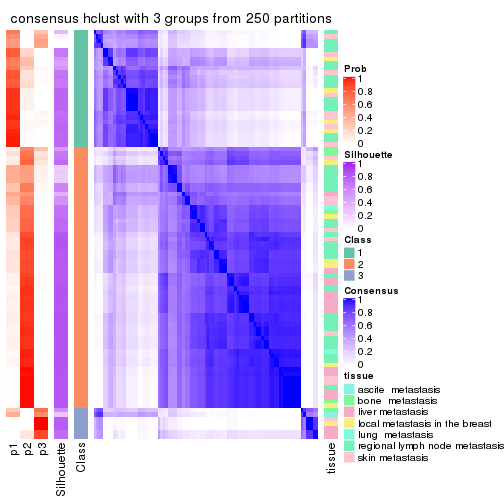 consensus hclust with 3 groups from 250 partitions
Prob
1
0.8
0.6
0.4
0.2
0
Silhouette
1
0.8
0.6
0.4
0.2
0
Class
1
2
3
Consensus
1
0.8
0.6
0.4
0.2
0
tissue
ascite metastasis
bone metastasis
liver metastasis
local metastasis in the breast
lung metastasis
regional lymph node metastasis
skin metastasis
p1
p2
p3
Silhouette
Class
tissue